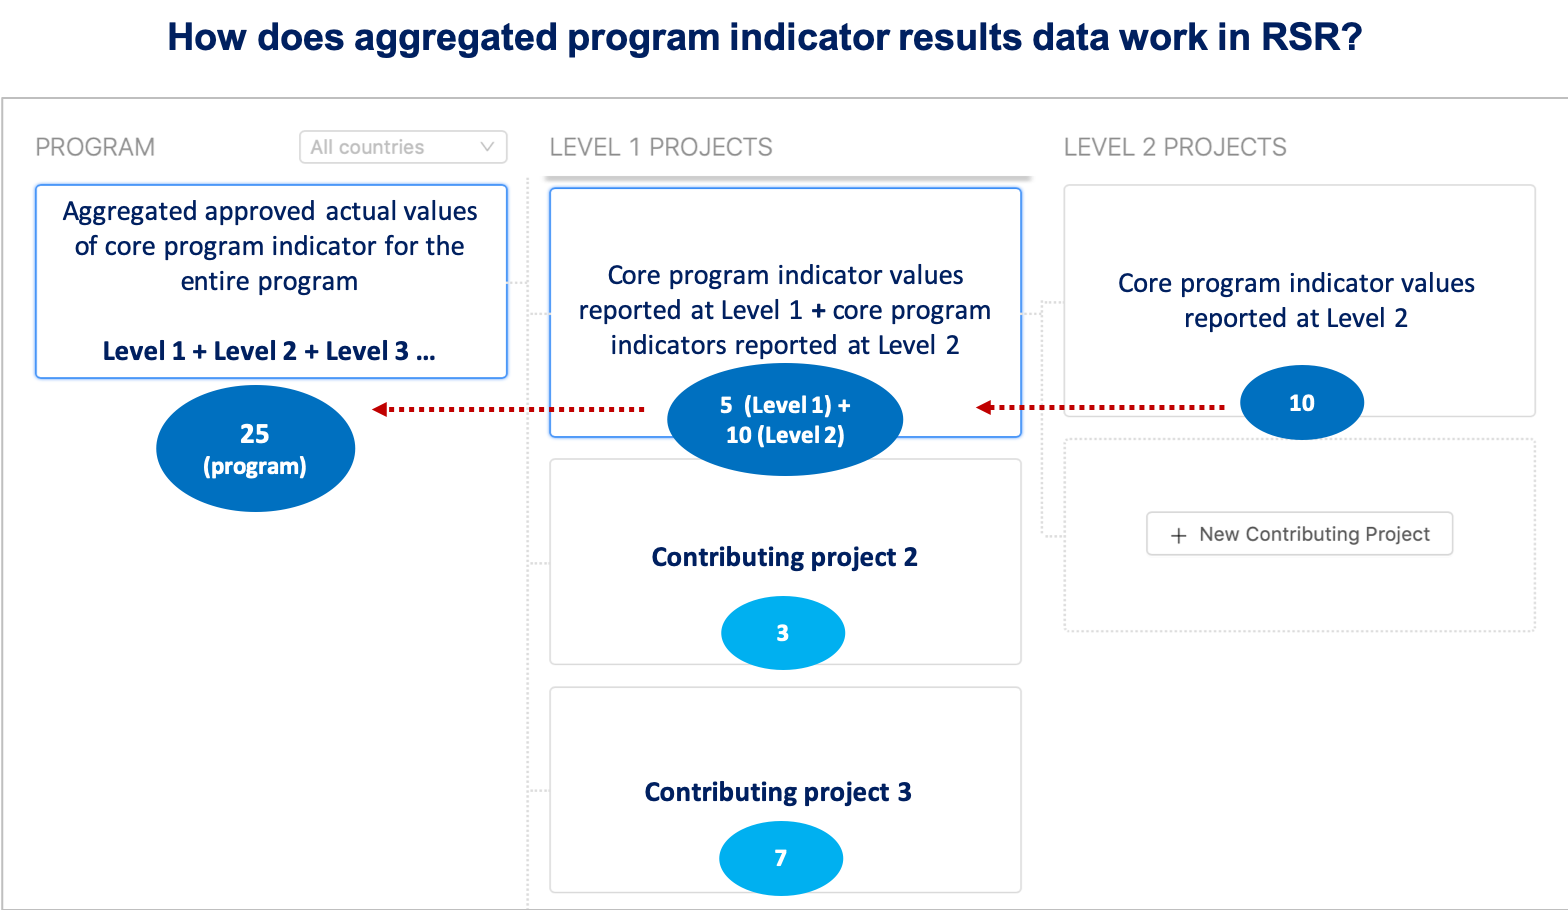 How does aggregated program indicator results data work in RSR?
PROGRAM
All countries
LEVEL 1 PROJECTS
LEVEL 2 PROJECTS
Aggregated approved actual values
of core program indicator for the
entire program
Level 1 + Level 2 + Level 3 ...
25
(program)
Core program indicator values
reported at Level 1 + core program
indicators reported at Level 2
5 (Level 1) +
10 (Level 2)
Core program indicator values
reported at Level 2
10
+ New Contributing Project
Contributing project 2
3
Contributing project 3
7